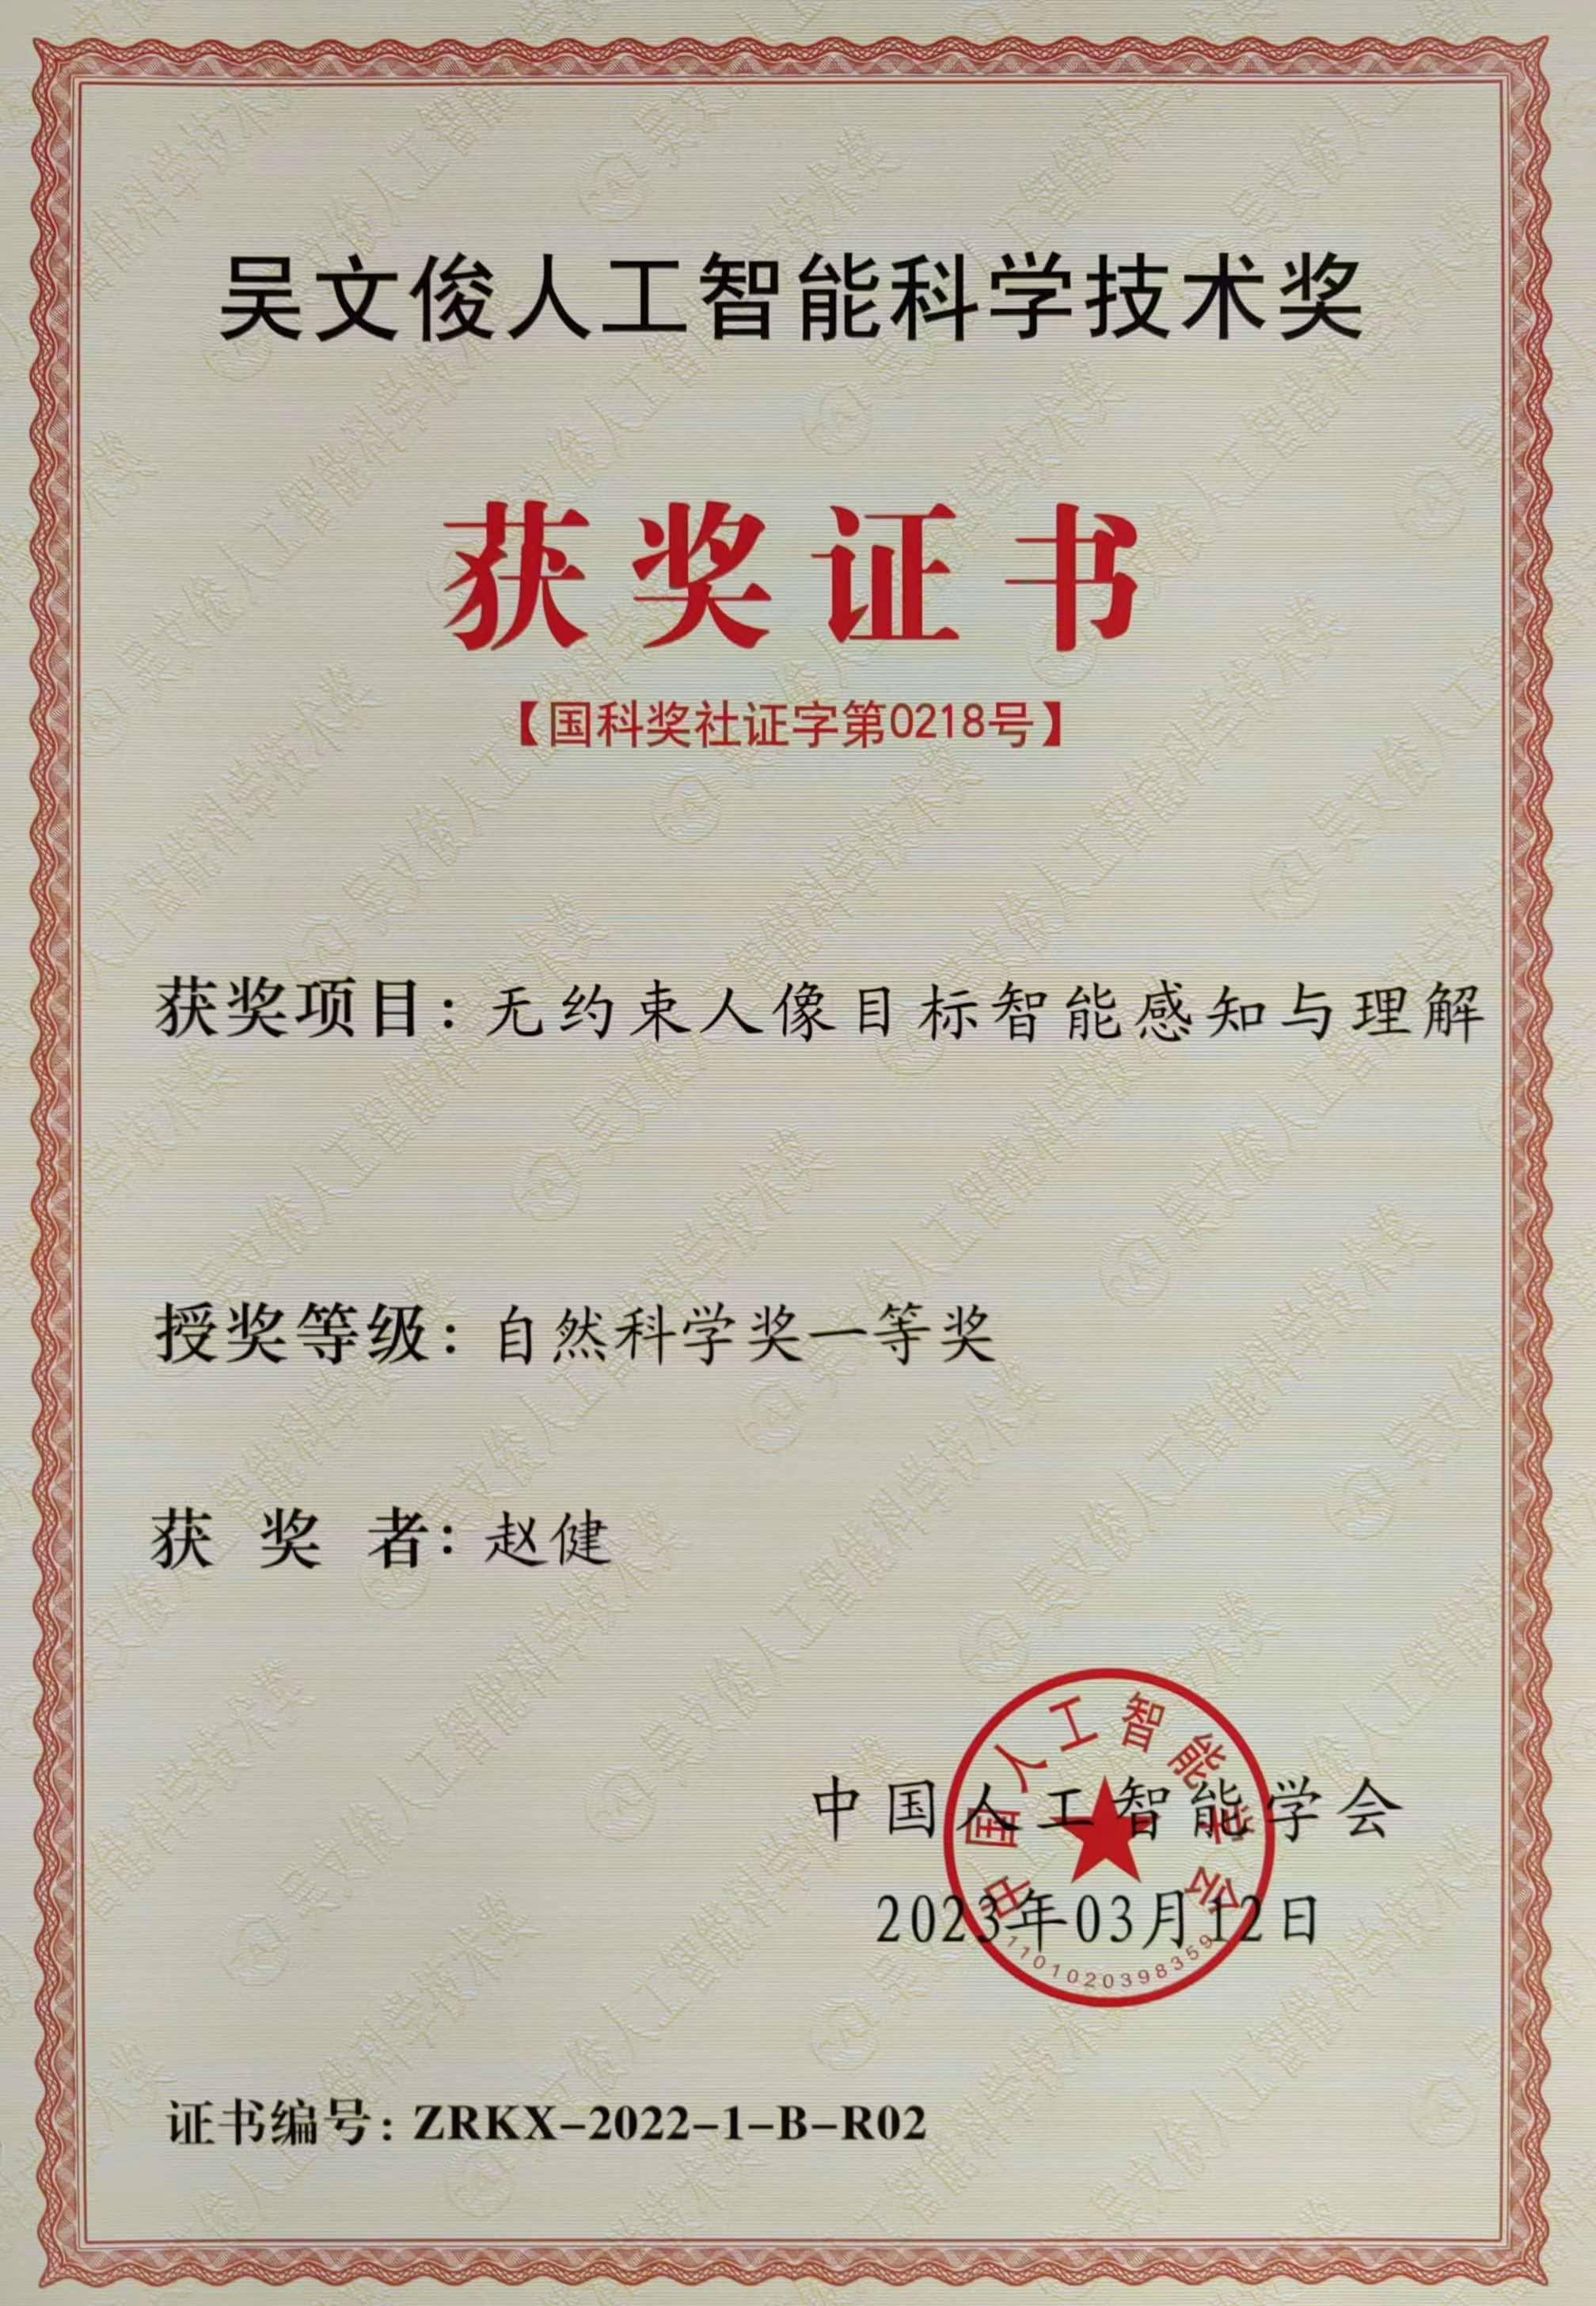 吴文俊人工智能科学技术奖
获奖证书
【国科奖社证字第0218号】
获奖项目：无约束人像目标智能感知与理解
授奖等级：自然科学奖一等奖
获奖者：赵健
中国人工智能学会
2023年03月12日
中国人工智能学会
1101020398359
证书编号：ZRKX-2022-1-B-R02